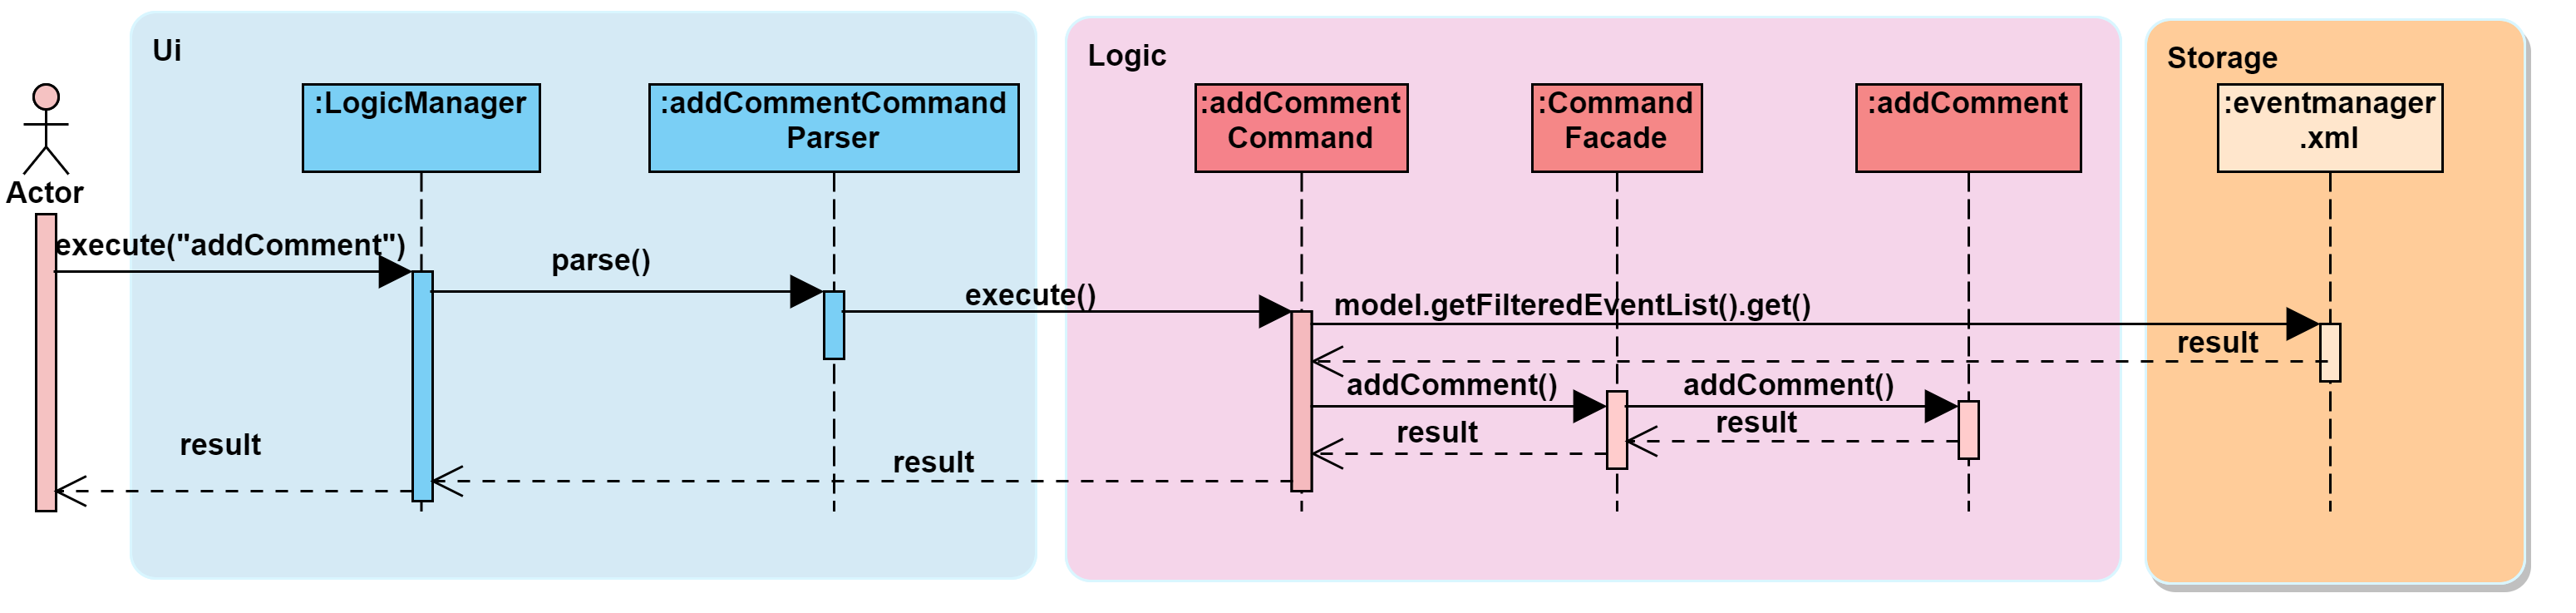 Ui
Logic
Storage
:LogicManager
:addCommentCommand
Parser
:addComment
Command
:Command
Facade
:addComment
:eventmanager
.xml
Actor
execute("addComment")
parse()
execute()
model.getFilteredEventList().get()
result
addComment()
addComment()
result
result
result
result